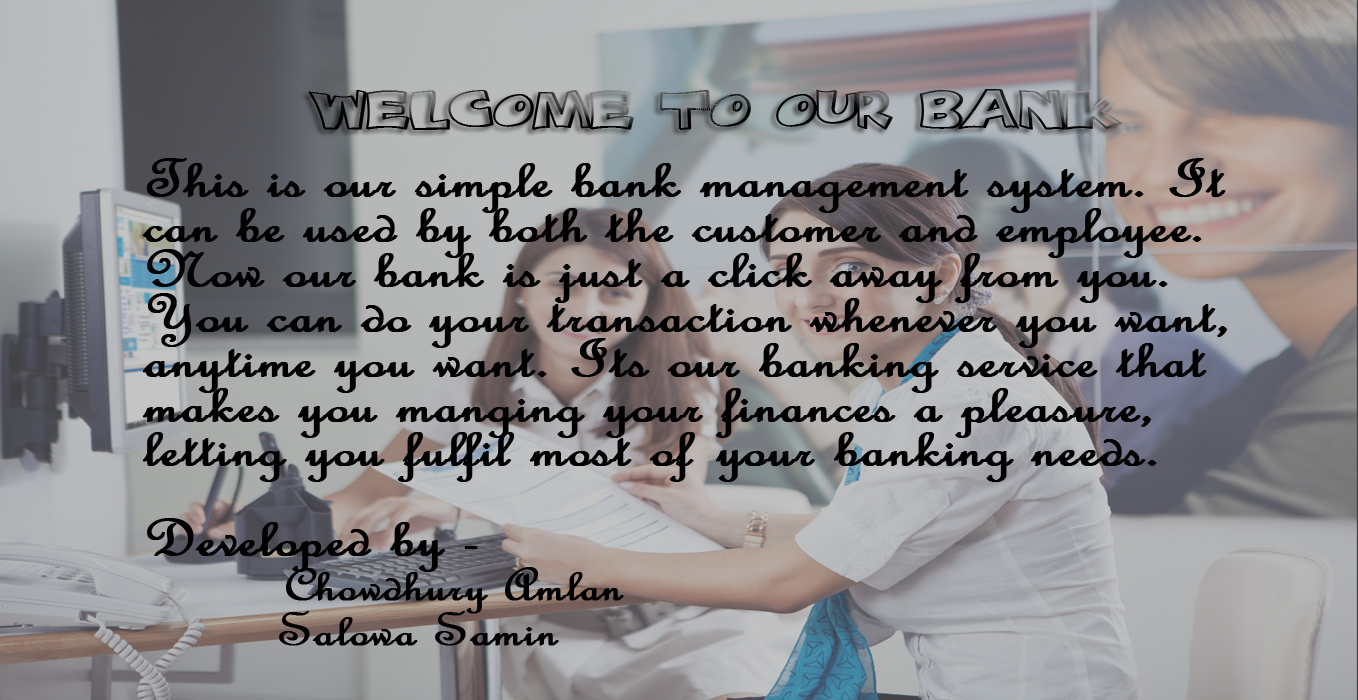 WELCOME TO OUR BANK
This is our simple bank management system. It
can be used by both the customer and employee.
Now our bank is just a click away from you.
You can do your transaction whenever you want,
anytime you want. Its our banking service that
makes you manging your finances a pleasure,
letting you fulfil most of your banking needs.
Developed by -
Chowdhury Amlan
Salowa Samin